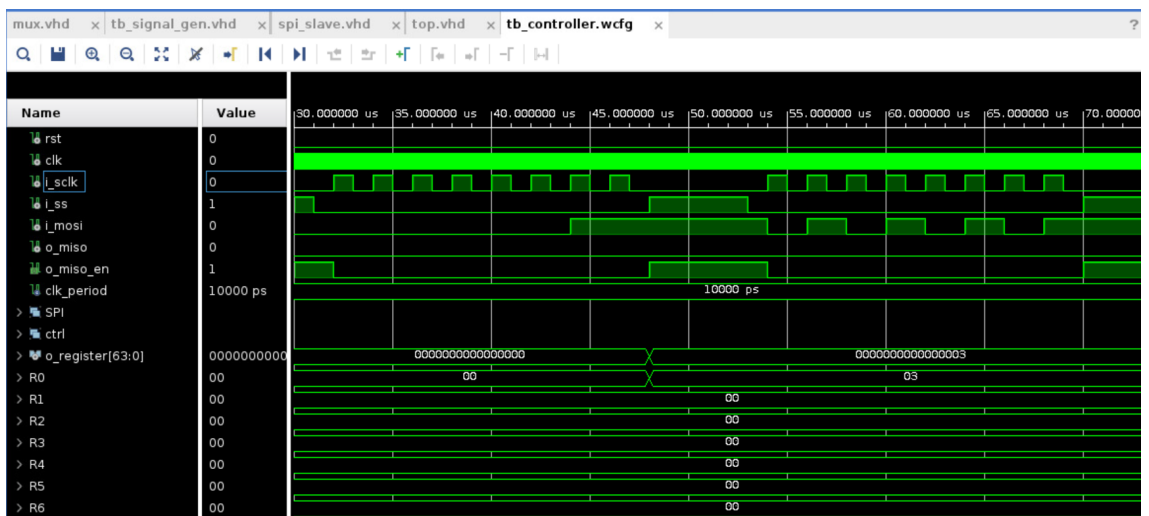 mux.vhd × tb_signal_gen.vhd × spi_slave.vhd × top.vhd × tb_controller.wcfg × ?
Name Value 30.000000 us 35.000000 us 40.000000 us 45.000000 us 50.000000 us 55.000000 us 60.000000 us 65.000000 us 70.00000
rst 0
clk 0
i_sclk 0
i_ss 1
i_mosi 0
o_miso 0
o_miso_en 1
clk_period 10000 ps 10000 ps
> SPI
> ctrl
> o_register[63:0] 0000000000 0000000000000000 0000000000000003
> R0 00 00 03
> R1 00 00
> R2 00 00
> R3 00 00
> R4 00 00
> R5 00 00
> R6 00 00